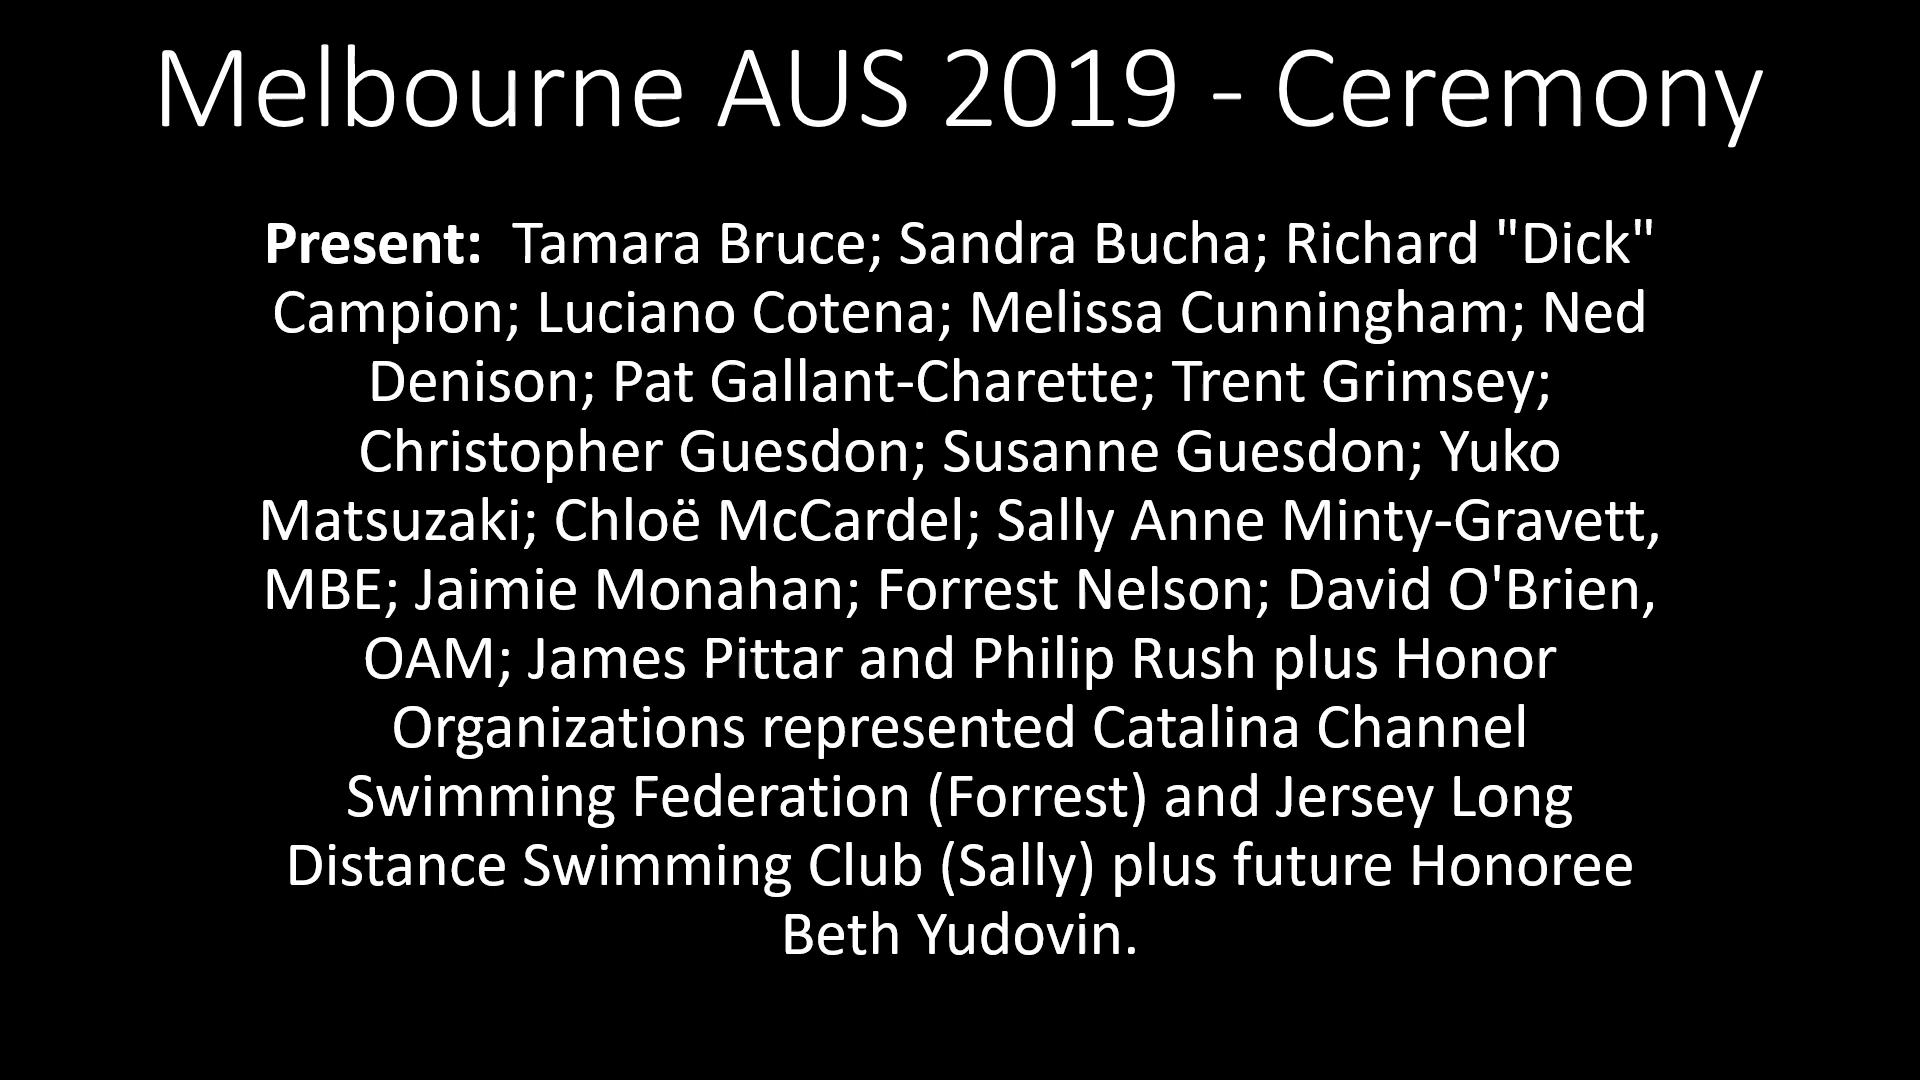 Melbourne AUS 2019 - Ceremony
Present:  Tamara Bruce; Sandra Bucha; Richard "Dick"
Campion; Luciano Cotena; Melissa Cunningham; Ned
Denison; Pat Gallant-Charette; Trent Grimsey;
Christopher Guesdon; Susanne Guesdon; Yuko
Matsuzaki; Chloë McCardel; Sally Anne Minty-Gravett,
MBE; Jaimie Monahan; Forrest Nelson; David O'Brien,
OAM; James Pittar and Philip Rush plus Honor
Organizations represented Catalina Channel
Swimming Federation (Forrest) and Jersey Long
Distance Swimming Club (Sally) plus future Honoree
Beth Yudovin.